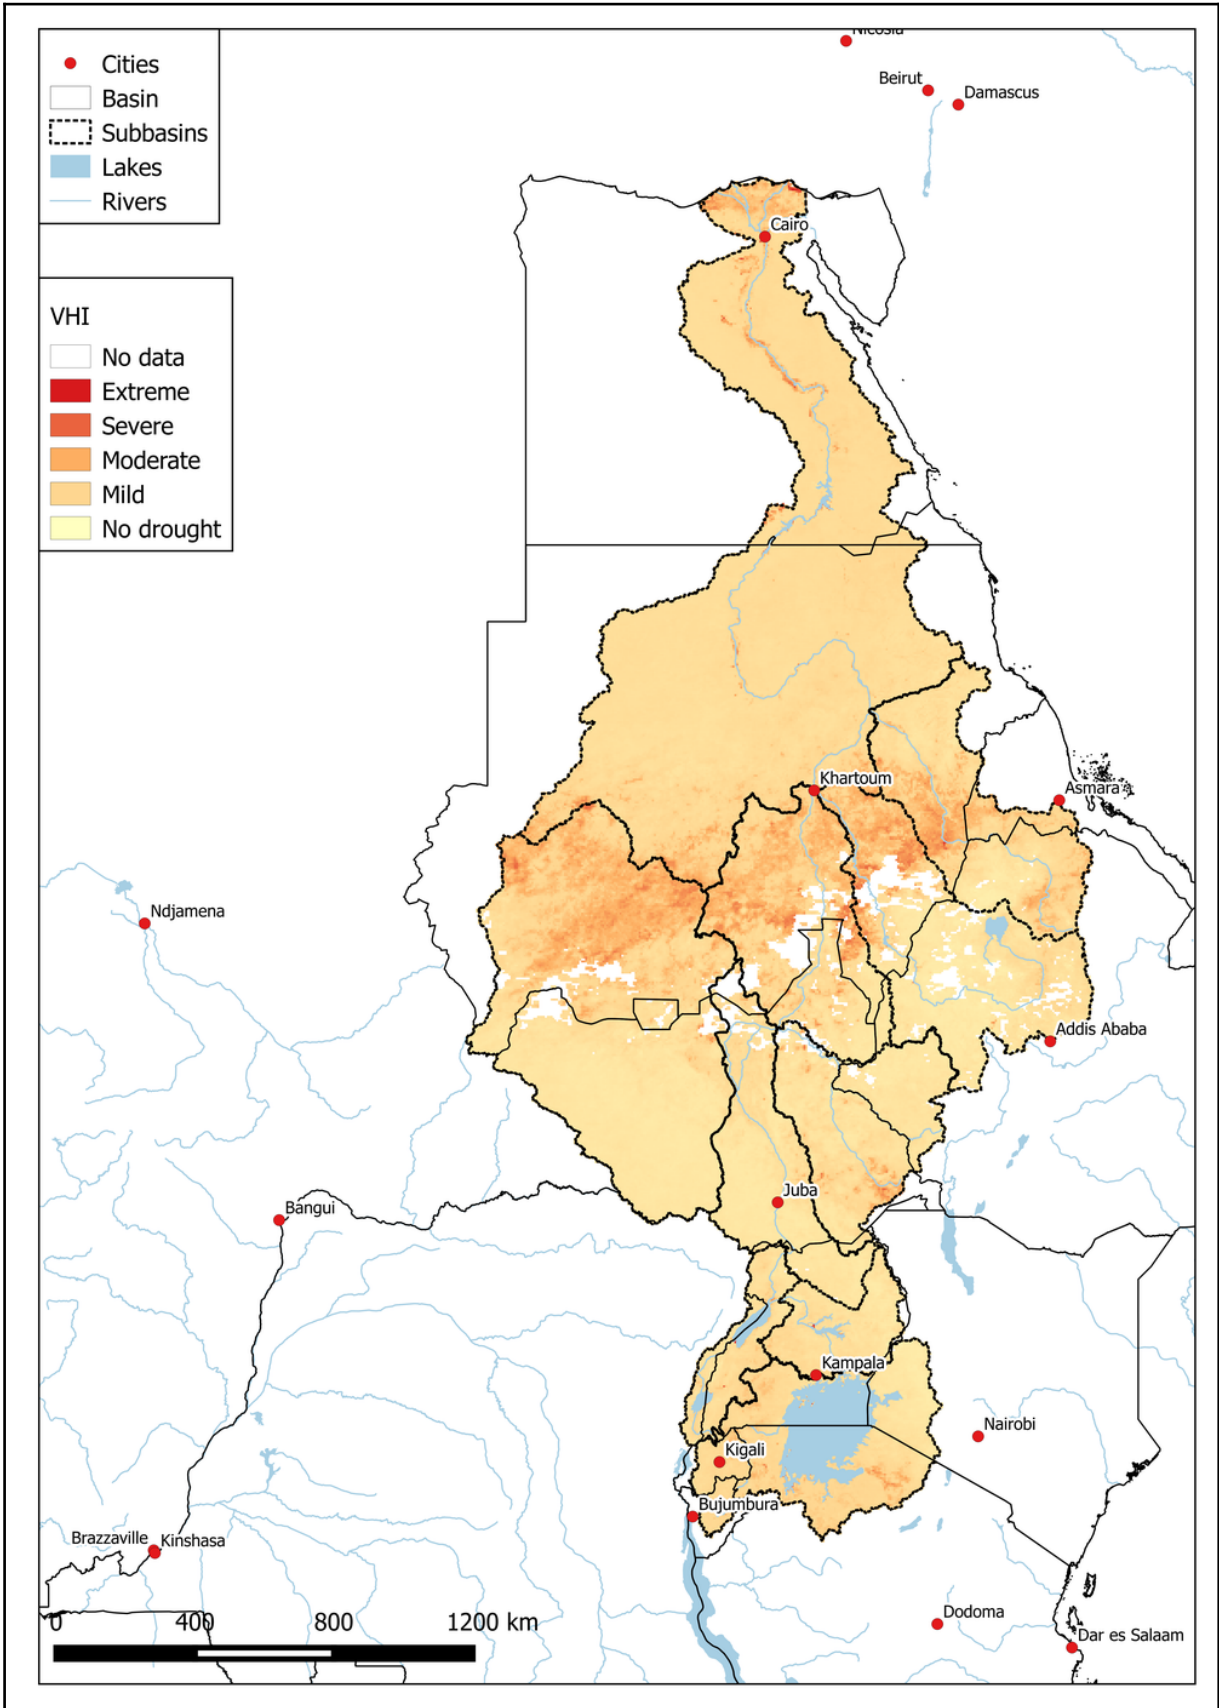 Cities
Basin
Subbasins
Lakes
Rivers
VHI
No data
Extreme
Severe
Moderate
Mild
No drought
Nicosia
Beirut
Damascus
Cairo
Khartoum
Asmara
Ndjamena
Addis Ababa
Juba
Bangui
Kampala
Nairobi
Kigali
Bujumbura
Brazzaville
Kinshasa
Dodoma
Dar es Salaam
0 400 800 1200 km